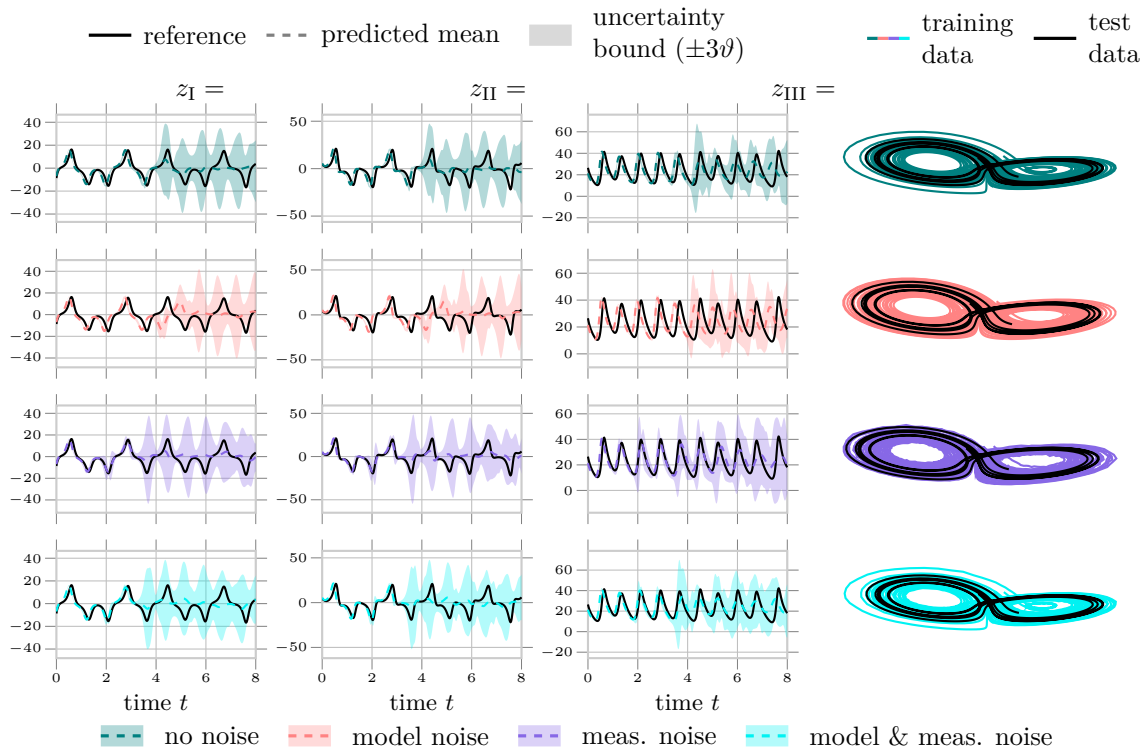 reference predicted mean uncertainty bound (±3ϑ) training data test data
z_I = z_II = z_III =
40 20 0 −20 −40
50 0 −50
60 40 20 0 −20
40 20 0 −20 −40
50 0 −50
60 40 20 0
40 20 0 −20 −40
50 0 −50
60 40 20 0
40 20 0 −20 −40
50 0 −50
60 40 20 0 −20
0 2 4 6 8 0 2 4 6 8 0 2 4 6 8
time t time t time t
no noise model noise meas. noise model & meas. noise